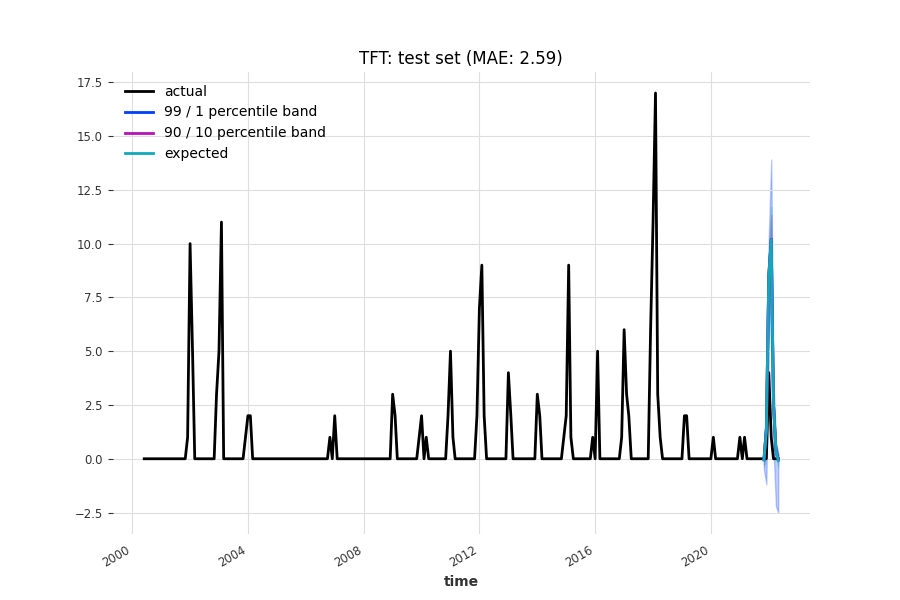 TFT: test set (MAE: 2.59)
17.5
15.0
12.5
10.0
7.5
5.0
2.5
0.0
−2.5
actual
99 / 1 percentile band
90 / 10 percentile band
expected
2000
2004
2008
2012
2016
2020
time